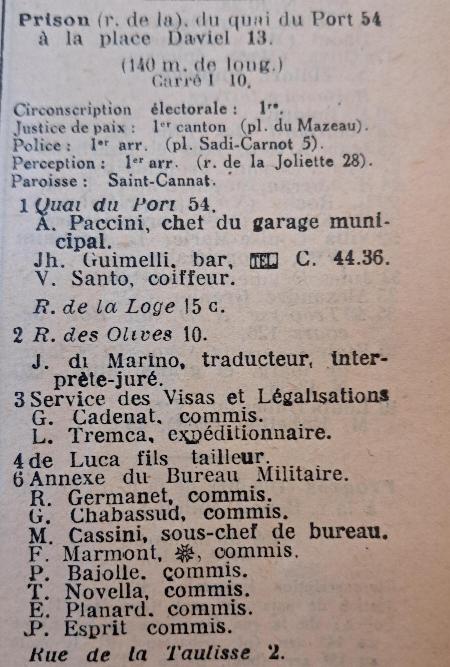 Prison (r. de la), du quai du Port 54
à la place Daviel 13.
(140 m. de long.)
Carré I 10.
Circonscription électorale : 1re.
Justice de paix : 1er canton (pl. du Mazeau).
Police : 1er arr. (pl. Sadi-Carnot 5).
Perception : 1er arr. (r. de la Joliette 28).
Paroisse : Saint-Cannat.
1 Quai du Port 54.
A. Paccini, chef du garage muni-
cipal.
Jh. Guimelli, bar, TEL C. 44.36.
V. Santo, coiffeur.
R. de la Loge 15 c.
2 R. des Olives 10.
J. di Marino, traducteur, inter-
prète-juré.
3 Service des Visas et Légalisations
G. Cadenat, commis.
L. Tremca, expéditionnaire.
4 de Luca fils tailleur.
6 Annexe du Bureau Militaire.
R. Germanet, commis.
G. Chabassud, commis.
M. Cassini, sous-chef de bureau.
F. Marmont, ✵, commis.
P. Bajolle. commis.
T. Novella, commis.
E. Planard. commis.
P. Esprit commis.
Rue de la Taulisse 2.